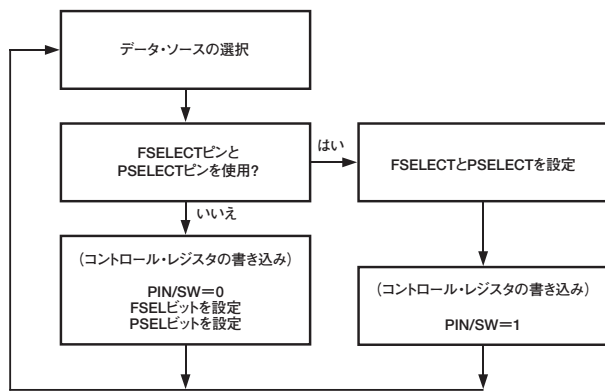 データ・ソースの選択
FSELECTピンと
PSELECTピンを使用?
はい
FSELECTとPSELECTを設定
いいえ
(コントロール・レジスタの書き込み)
PIN/SW=0
FSELビットを設定
PSELビットを設定
(コントロール・レジスタの書き込み)
PIN/SW=1